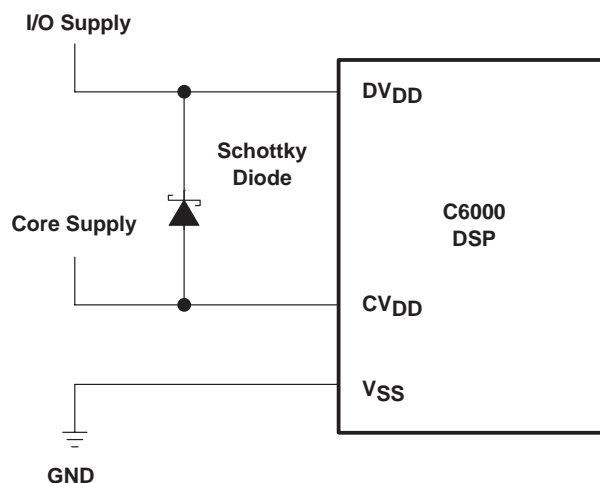 I/O Supply
DVDD
Schottky
Diode
C6000
DSP
Core Supply
CVDD
VSS
GND